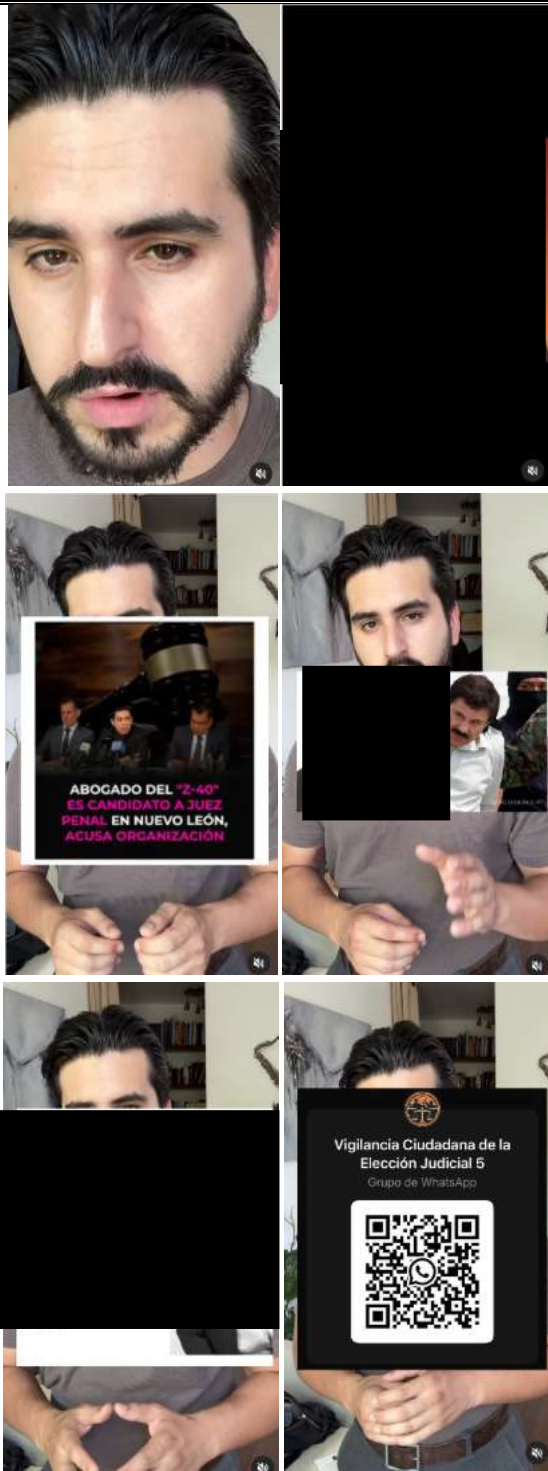 ABOGADO DEL "Z-40"
ES CANDIDATO A JUEZ
PENAL EN NUEVO LEÓN,
ACUSA ORGANIZACIÓN
Vigilancia Ciudadana de la
Elección Judicial 5
Grupo de WhatsApp